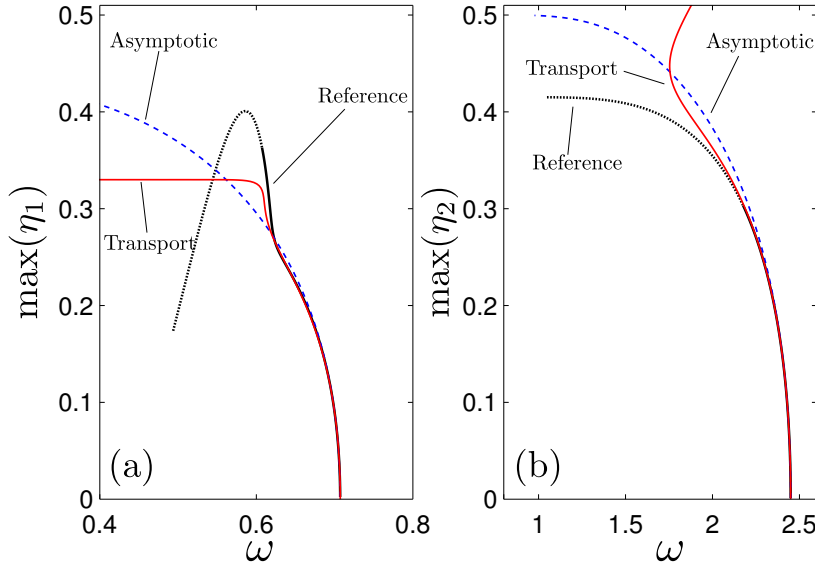 0.5
0.4
0.3
0.2
0.1
0
max(η₁)
Asymptotic
Reference
Transport
(a)
0.4
0.6
0.8
ω
0.5
0.4
0.3
0.2
0.1
0
max(η₂)
Asymptotic
Transport
Reference
(b)
1
1.5
2
2.5
ω